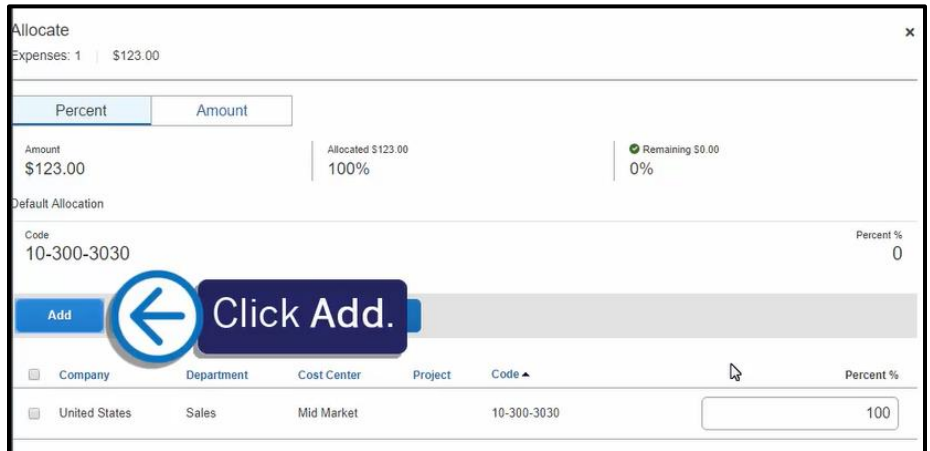 Allocate
Expenses: 1 | $123.00
Percent Amount
Amount Allocated $123.00 Remaining $0.00
$123.00 100% 0%
Default Allocation
Code Percent %
10-300-3030 0
Add Click Add.
Company Department Cost Center Project Code Percent %
United States Sales Mid Market 10-300-3030 100